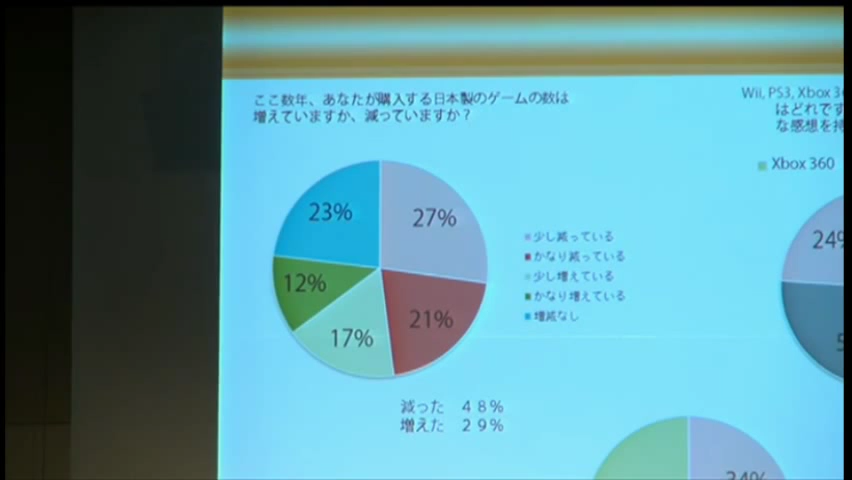 ここ数年、あなたが購入する日本製のゲームの数は
増えていますか、減っていますか？
23%
27%
12%
17%
21%
少し減っている
かなり減っている
少し増えている
かなり増えている
増減なし
減った 48%
増えた 29%
Wii, PS3, Xbox 36
はどれです
な感想を持
Xbox 360
24%
5
34%